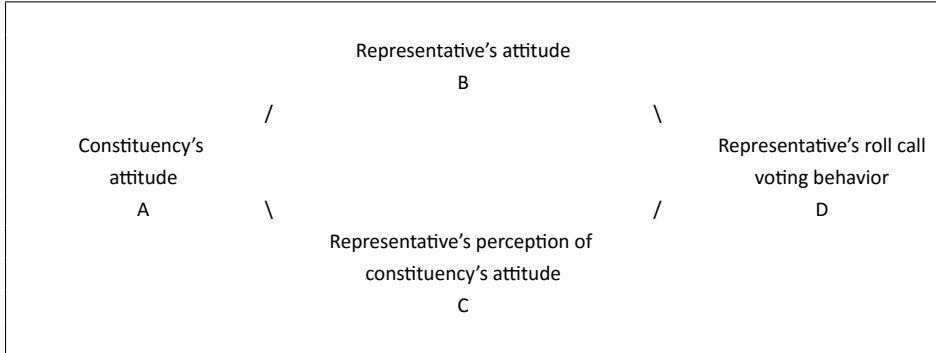 Representative’s attitude
B
/ \
Constituency’s Representative’s roll call
attitude voting behavior
A \ / D
Representative’s perception of
constituency’s attitude
C